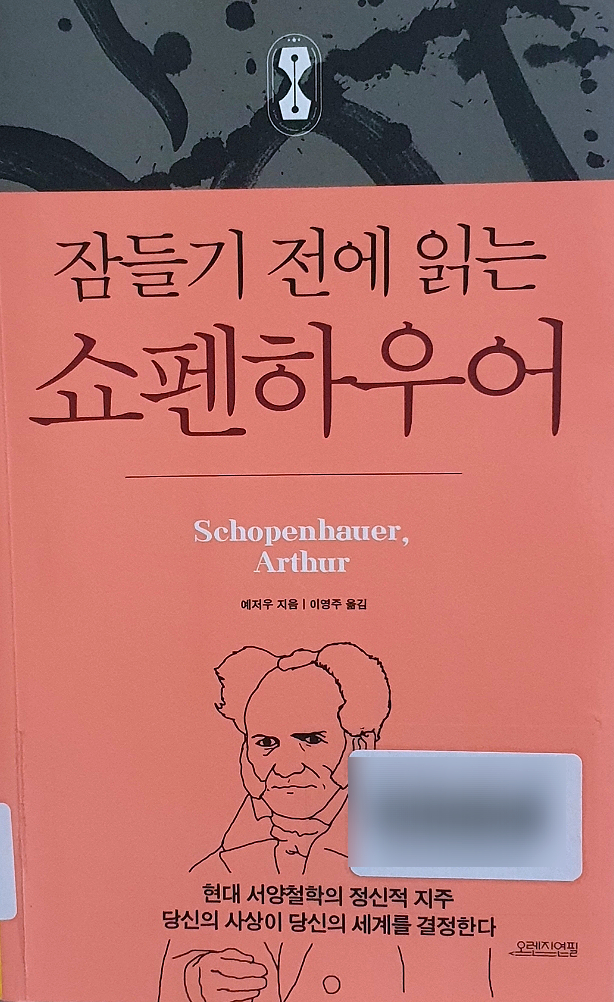 잠들기 전에 읽는
쇼펜하우어
Schopenhauer,
Arthur
예저우 지음 | 이영주 옮김
현대 서양철학의 정신적 지주
당신의 사상이 당신의 세계를 결정한다
오렌지연필